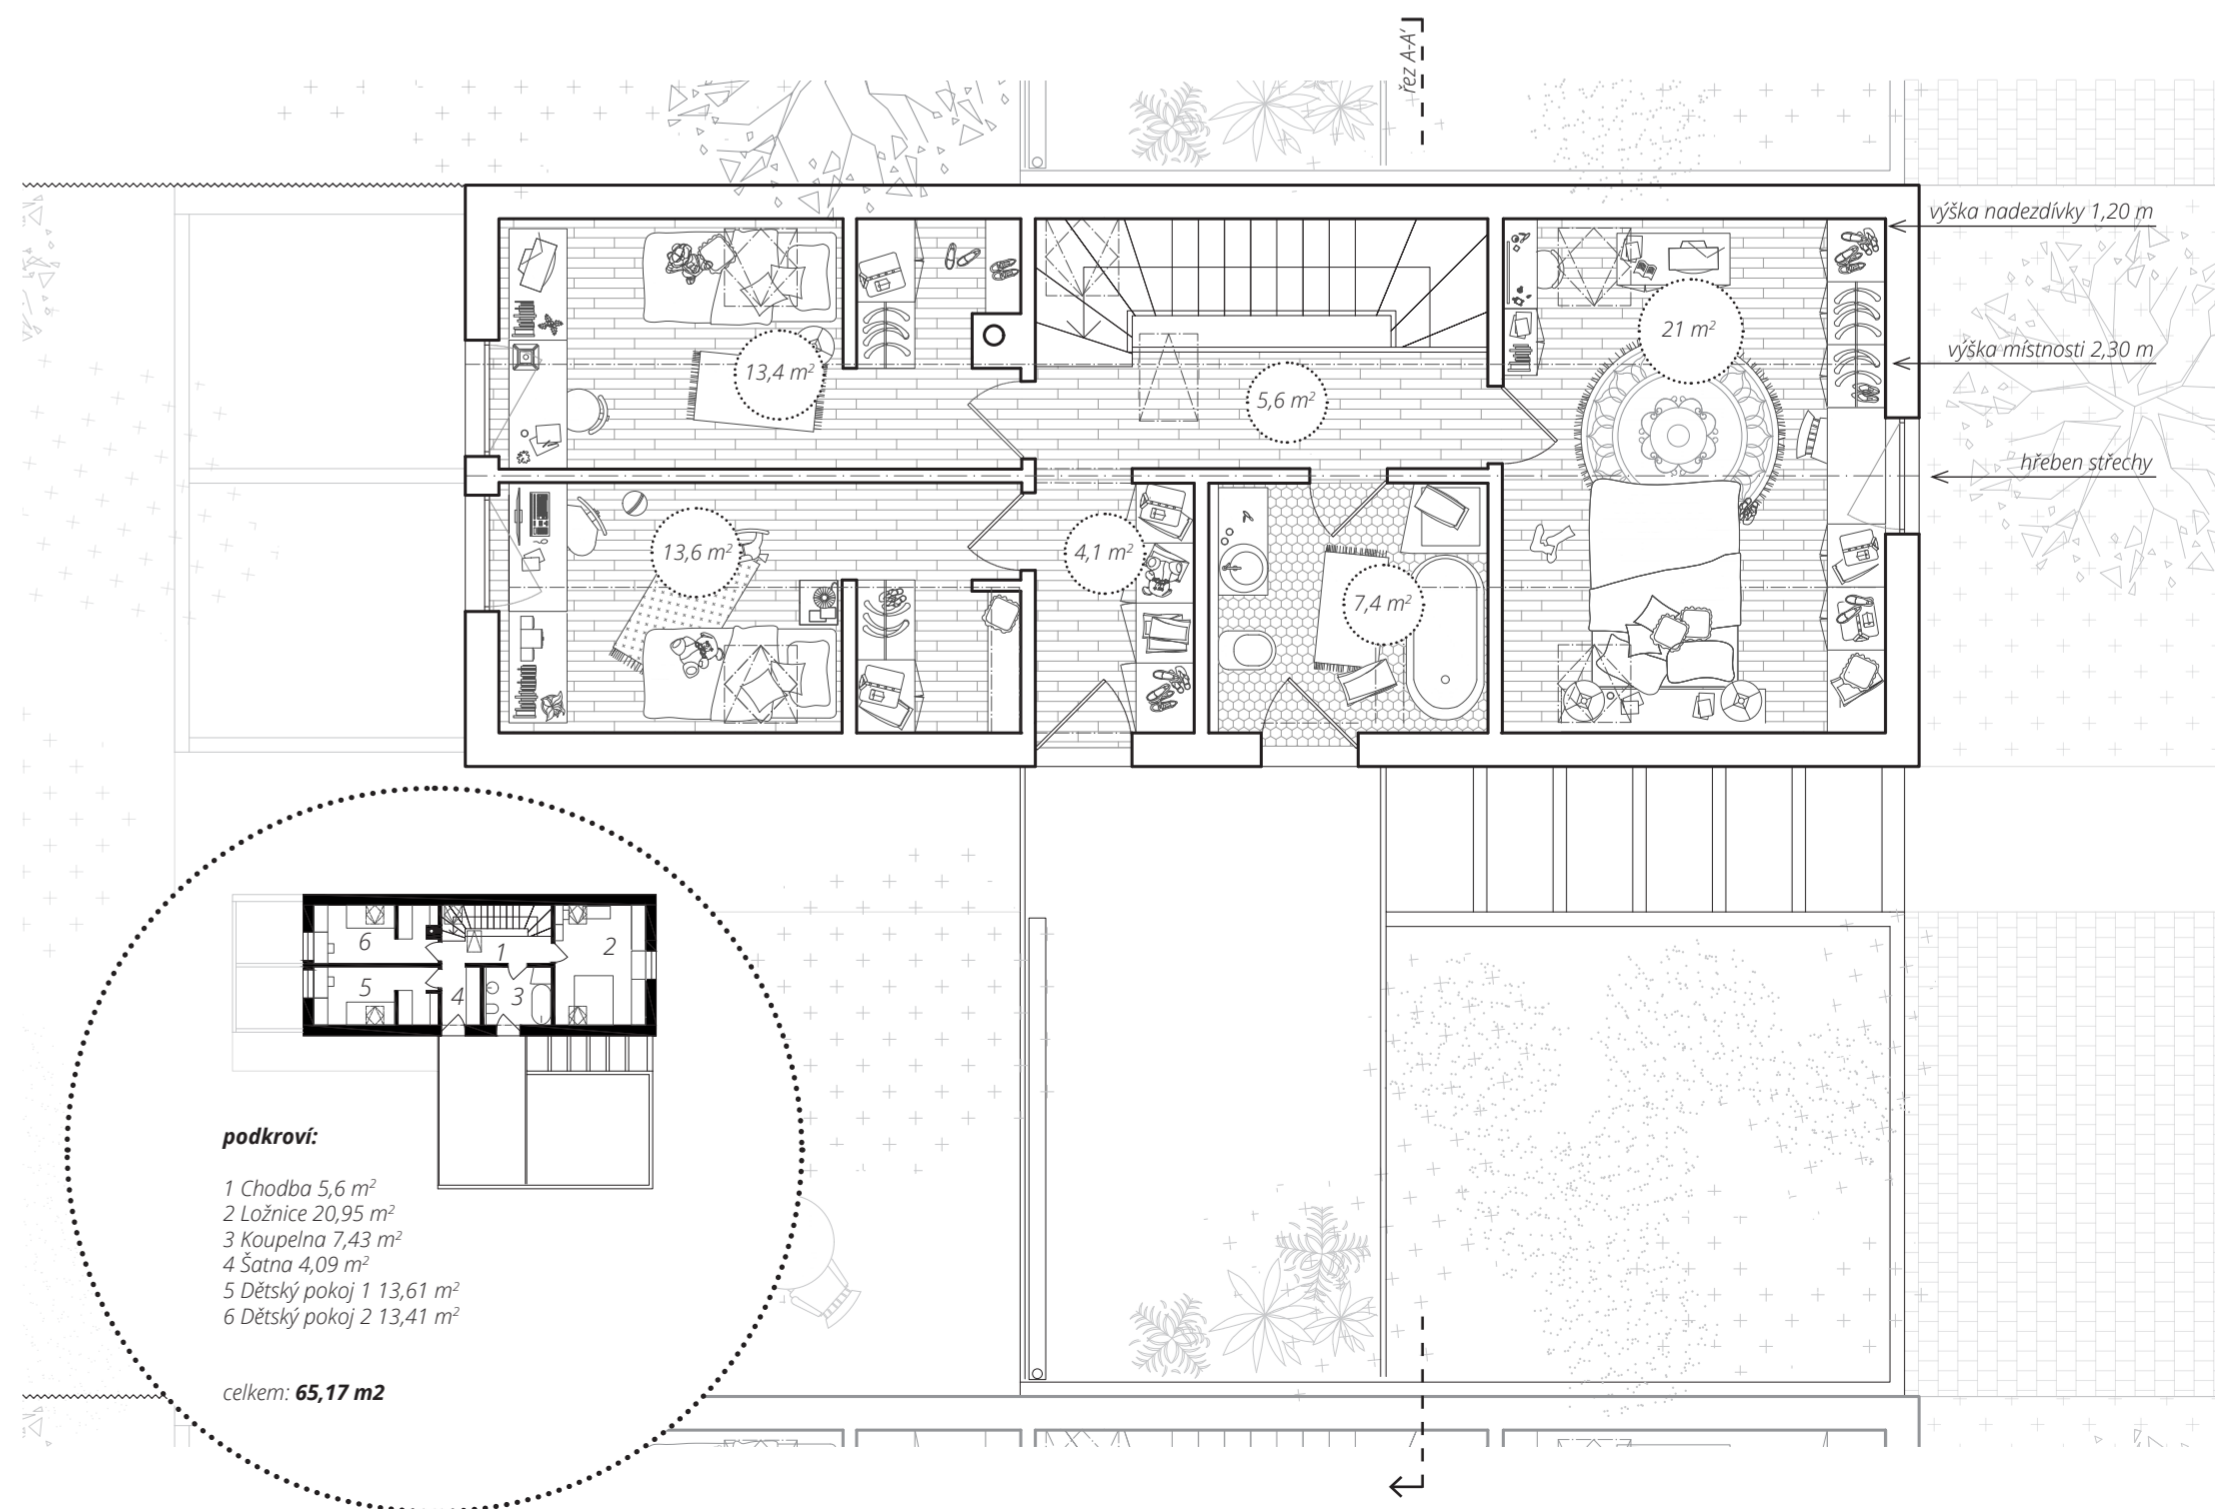 řez A-A'
výška nadezdívky 1,20 m
21 m²
výška místnosti 2,30 m
13,4 m²
5,6 m²
hřeben střechy
13,6 m²
4,1 m²
7,4 m²
6
1
2
5
4
3
podkroví:
1 Chodba 5,6 m²
2 Ložnice 20,95 m²
3 Koupelna 7,43 m²
4 Šatna 4,09 m²
5 Dětský pokoj 1 13,61 m²
6 Dětský pokoj 2 13,41 m²
celkem: 65,17 m2